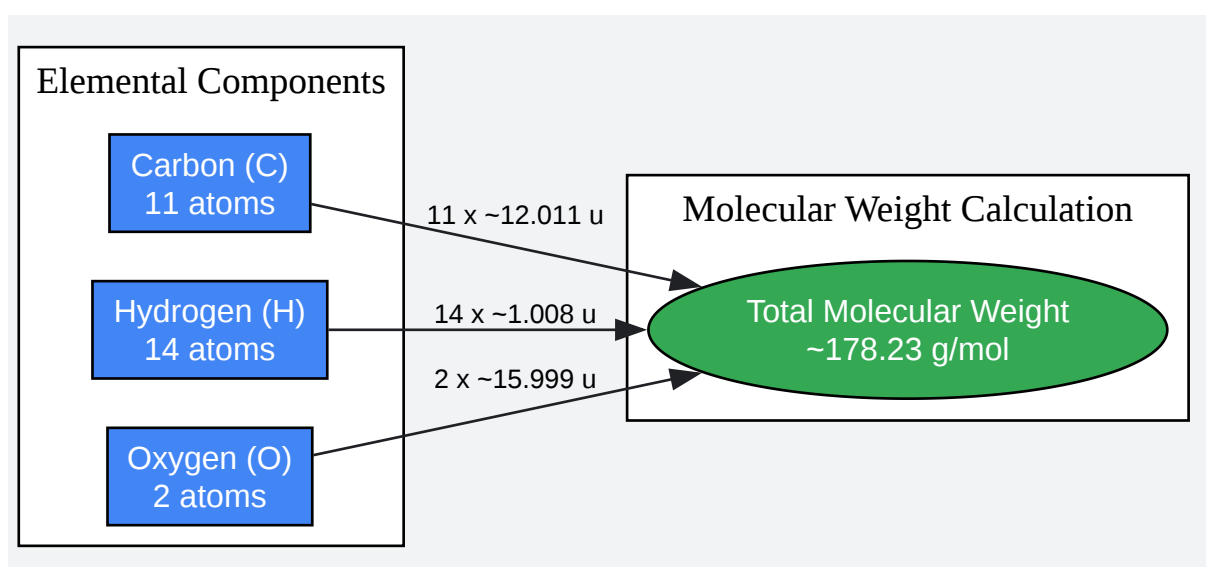 Elemental Components
Carbon (C)
11 atoms
Hydrogen (H)
14 atoms
Oxygen (O)
2 atoms
11 x ~12.011 u
14 x ~1.008 u
2 x ~15.999 u
Molecular Weight Calculation
Total Molecular Weight
~178.23 g/mol